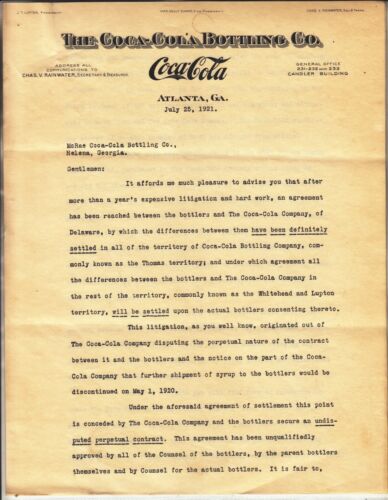 J. T. LUPTON, PRESIDENT
CHAS. V. RAINWATER, SEC'Y & TREAS.
THE COCA-COLA BOTTLING CO.
ADDRESS ALL
COMMUNICATIONS TO
CHAS. V. RAINWATER, SECRETARY & TREASURER
Coca-Cola
GENERAL OFFICE
231-232 AND 233
CANDLER BUILDING
ATLANTA, GA.
July 25, 1921.
McRae Coca-Cola Bottling Co.,
Helena, Georgia.
Gentlemen:
It affords me much pleasure to advise you that after
more than a year's expensive litigation and hard work, an agreement
has been reached between the bottlers and The Coca-Cola Company, of
Delaware, by which the differences between them have been definitely
settled in all of the territory of Coca-Cola Bottling Company, com-
monly known as the Thomas territory; and under which agreement all
the differences between the bottlers and The Coca-Cola Company in
the rest of the territory, commonly known as the Whitehead and Lupton
territory, will be settled upon the actual bottlers consenting thereto.
This litigation, as you well know, originated out of
The Coca-Cola Company disputing the perpetual nature of the contract
between it and the bottlers and the notice on the part of the Coca-
Cola Company that further shipment of syrup to the bottlers would be
discontinued on May 1, 1920.
Under the aforesaid agreement of settlement this point
is conceded by The Coca-Cola Company and the bottlers secure an undis-
puted perpetual contract. This agreement has been unqualifiedly
approved by all of the Counsel of the bottlers, by the parent bottlers
themselves and by Counsel for the actual bottlers. It is fair to,